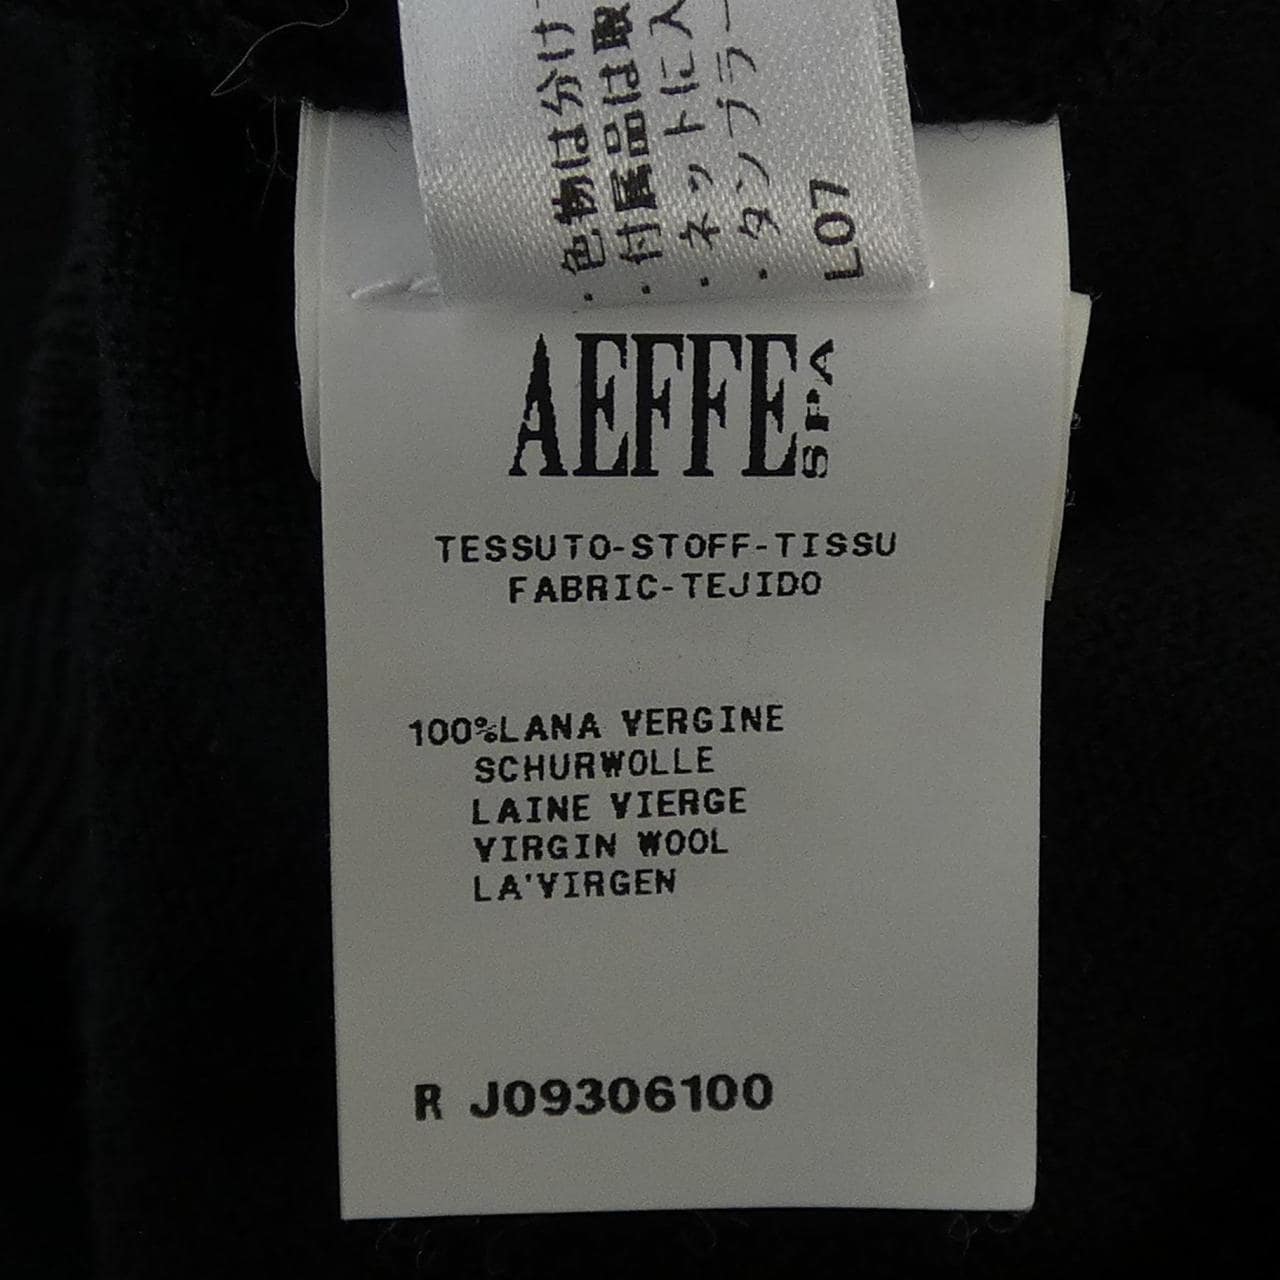 ・色物は分け
・付属品は取
・ネットに入
・タンブラー
L07
AEFFE SPA
TESSUTO-STOFF-TISSU
FABRIC-TEJIDO
100%LANA VERGINE
SCHURWOLLE
LAINE VIERGE
VIRGIN WOOL
LA'VIRGEN
R J09306100